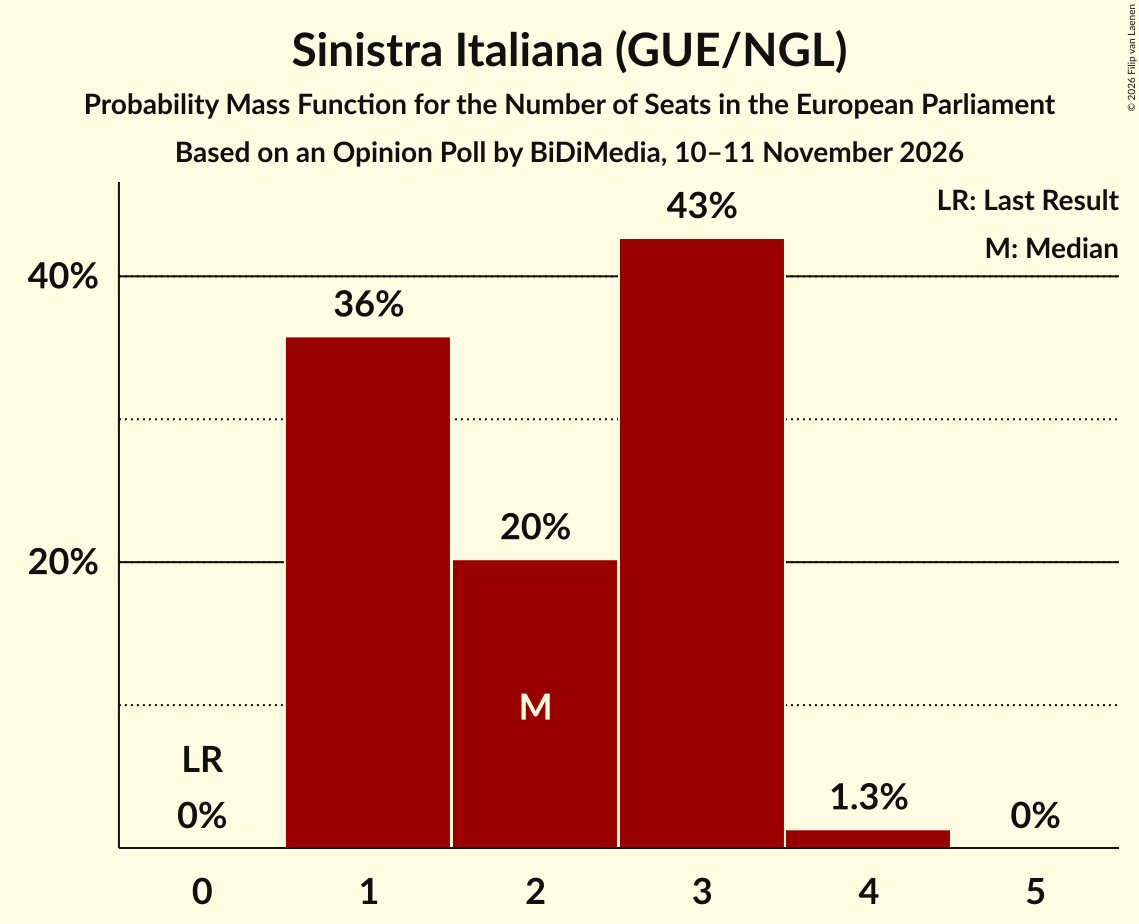 Sinistra Italiana (GUE/NGL)
Probability Mass Function for the Number of Seats in the European Parliament
Based on an Opinion Poll by BiDiMedia, 10–11 November 2026
© 2026 Filip van Laenen
LR: Last Result
M: Median
43%
40%
36%
20%
20%
M
LR
0%
1.3%
0%
0 1 2 3 4 5